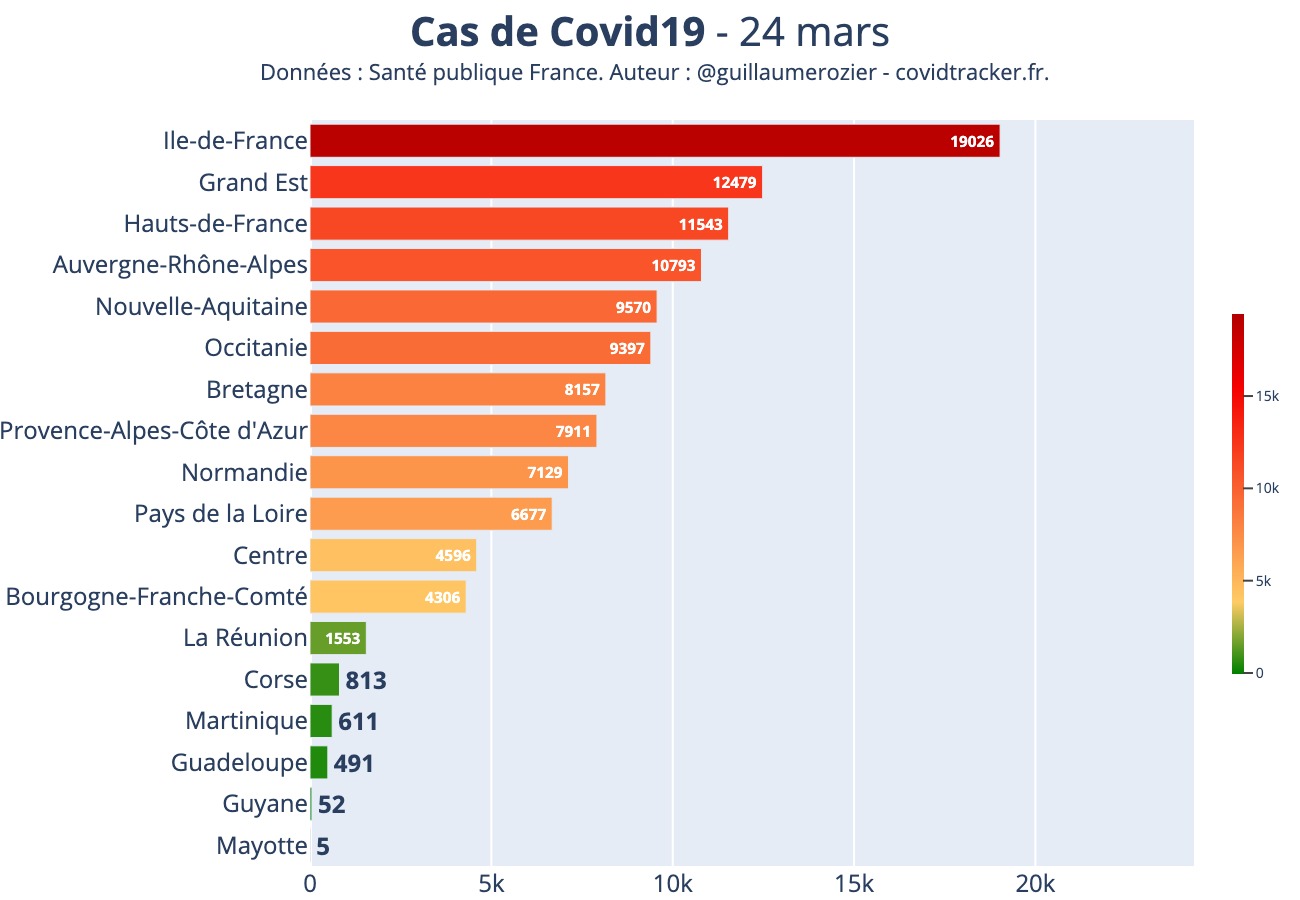 Cas de Covid19 - 24 mars
Données : Santé publique France. Auteur : @guillaumerozier - covidtracker.fr.
Ile-de-France 19026
Grand Est 12479
Hauts-de-France 11543
Auvergne-Rhône-Alpes 10793
Nouvelle-Aquitaine 9570
Occitanie 9397
Bretagne 8157
Provence-Alpes-Côte d'Azur 7911
Normandie 7129
Pays de la Loire 6677
Centre 4596
Bourgogne-Franche-Comté 4306
La Réunion 1553
Corse 813
Martinique 611
Guadeloupe 491
Guyane 52
Mayotte 5
0 5k 10k 15k 20k
15k
10k
5k
0